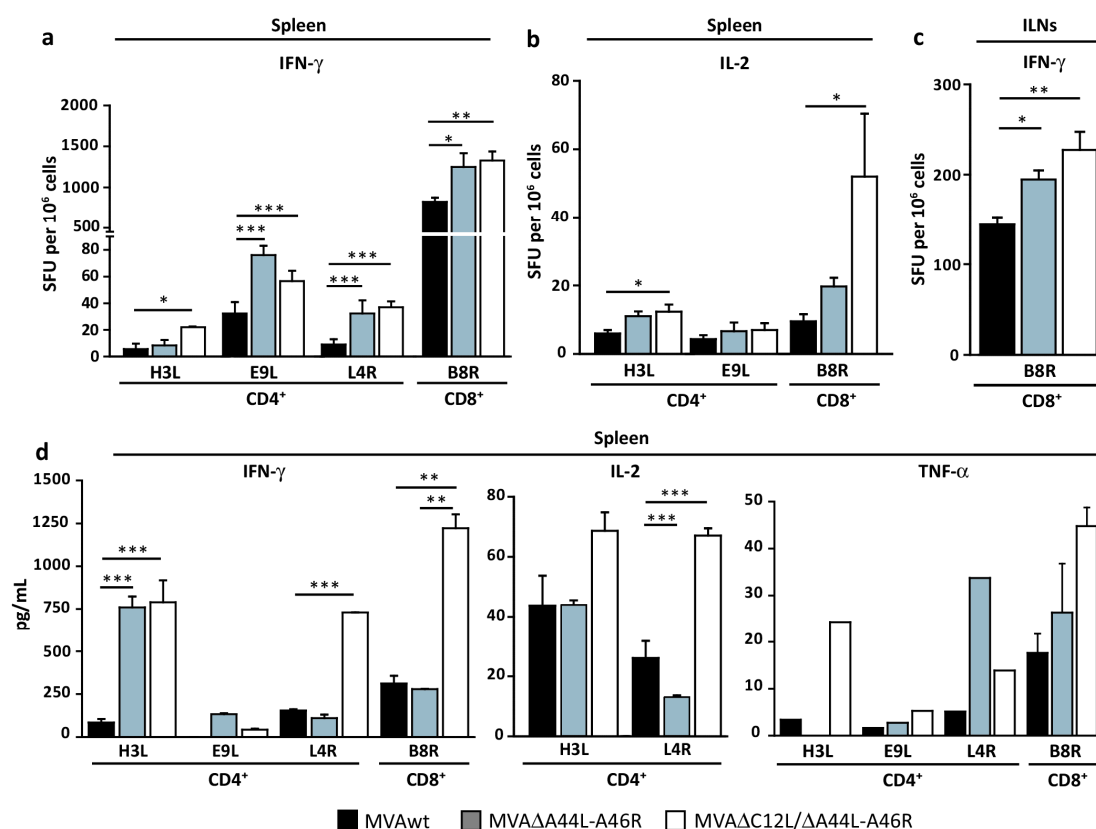 a
Spleen
IFN-γ
SFU per 10⁶ cells
2000
1500
1000
500
80
60
40
20
0
*
***
***
***
***
*
**
H3L
E9L
L4R
B8R
CD4⁺
CD8⁺
b
Spleen
IL-2
SFU per 10⁶ cells
80
60
40
20
0
*
*
H3L
E9L
B8R
CD4⁺
CD8⁺
c
ILNs
IFN-γ
SFU per 10⁶ cells
300
200
100
0
*
**
B8R
CD8⁺
d
Spleen
IFN-γ
pg/mL
1500
1250
1000
750
500
250
0
***
***
***
**
**
H3L
E9L
L4R
B8R
CD4⁺
CD8⁺
IL-2
80
60
40
20
0
***
***
H3L
L4R
CD4⁺
TNF-α
50
40
30
20
10
0
H3L
E9L
L4R
B8R
CD4⁺
CD8⁺
MVAwt
MVAΔA44L-A46R
MVAΔC12L/ΔA44L-A46R